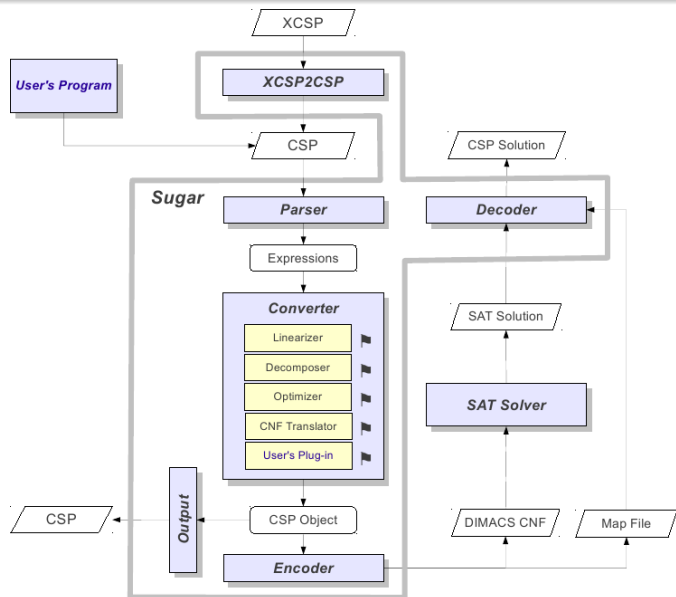 XCSP
User's Program
XCSP2CSP
CSP
CSP Solution
Sugar
Parser
Decoder
Expressions
Converter
Linearizer
SAT Solution
Decomposer
Optimizer
SAT Solver
CNF Translator
User's Plug-in
Output
CSP
CSP Object
DIMACS CNF
Map File
Encoder